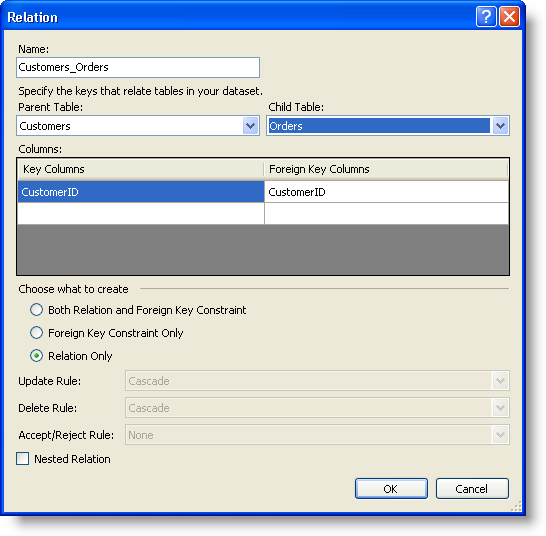 Relation
Name:
Customers_Orders
Specify the keys that relate tables in your dataset.
Parent Table: Child Table:
Customers Orders
Columns:
Key Columns Foreign Key Columns
CustomerID CustomerID
Choose what to create
Both Relation and Foreign Key Constraint
Foreign Key Constraint Only
Relation Only
Update Rule: Cascade
Delete Rule: Cascade
Accept/Reject Rule: None
Nested Relation
OK Cancel